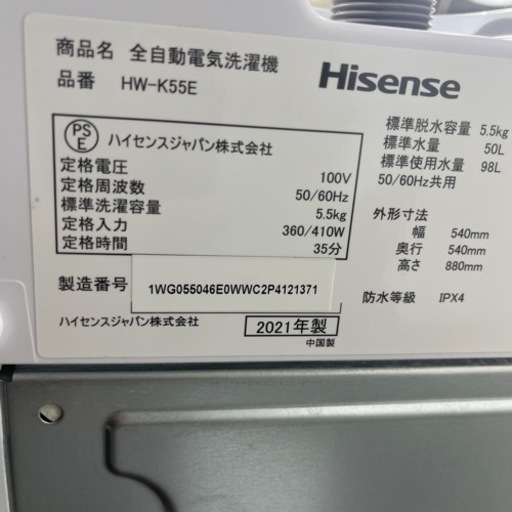 商品名 全自動電気洗濯機
品番 HW-K55E
Hisense
PS
E
ハイセンスジャパン株式会社
定格電圧 100V
定格周波数 50/60Hz
標準洗濯容量 5.5kg
定格入力 360/410W
定格時間 35分
製造番号 1WG055046E0WWC2P4121371
ハイセンスジャパン株式会社 2021年製
中国製
標準脱水容量 5.5kg
標準水量 50L
標準使用水量 98L
50/60Hz共用
外形寸法
幅 540mm
奥行 540mm
高さ 880mm
防水等級 IPX4